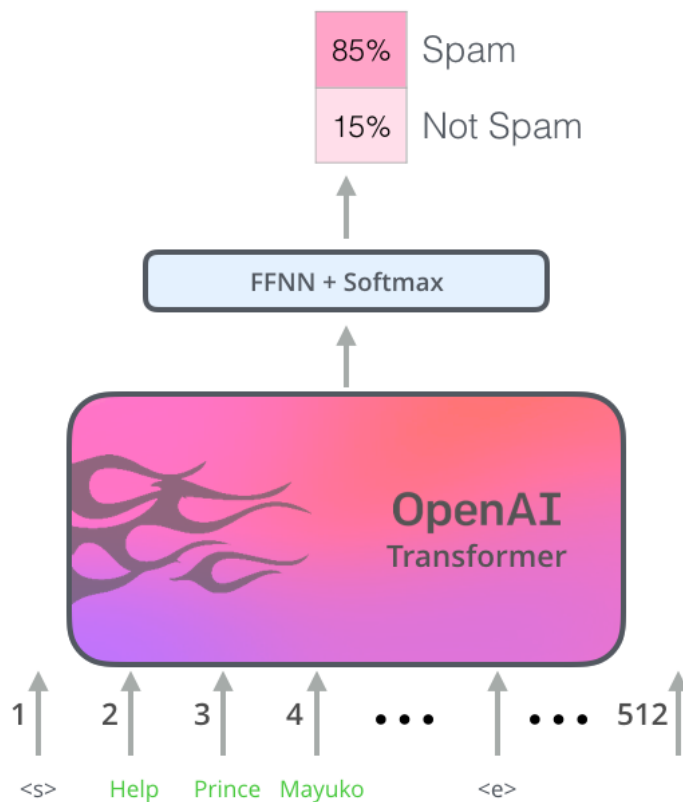 85% Spam
15% Not Spam
FFNN + Softmax
OpenAI
Transformer
1 2 3 4 ••• ••• 512
<s> Help Prince Mayuko <e>